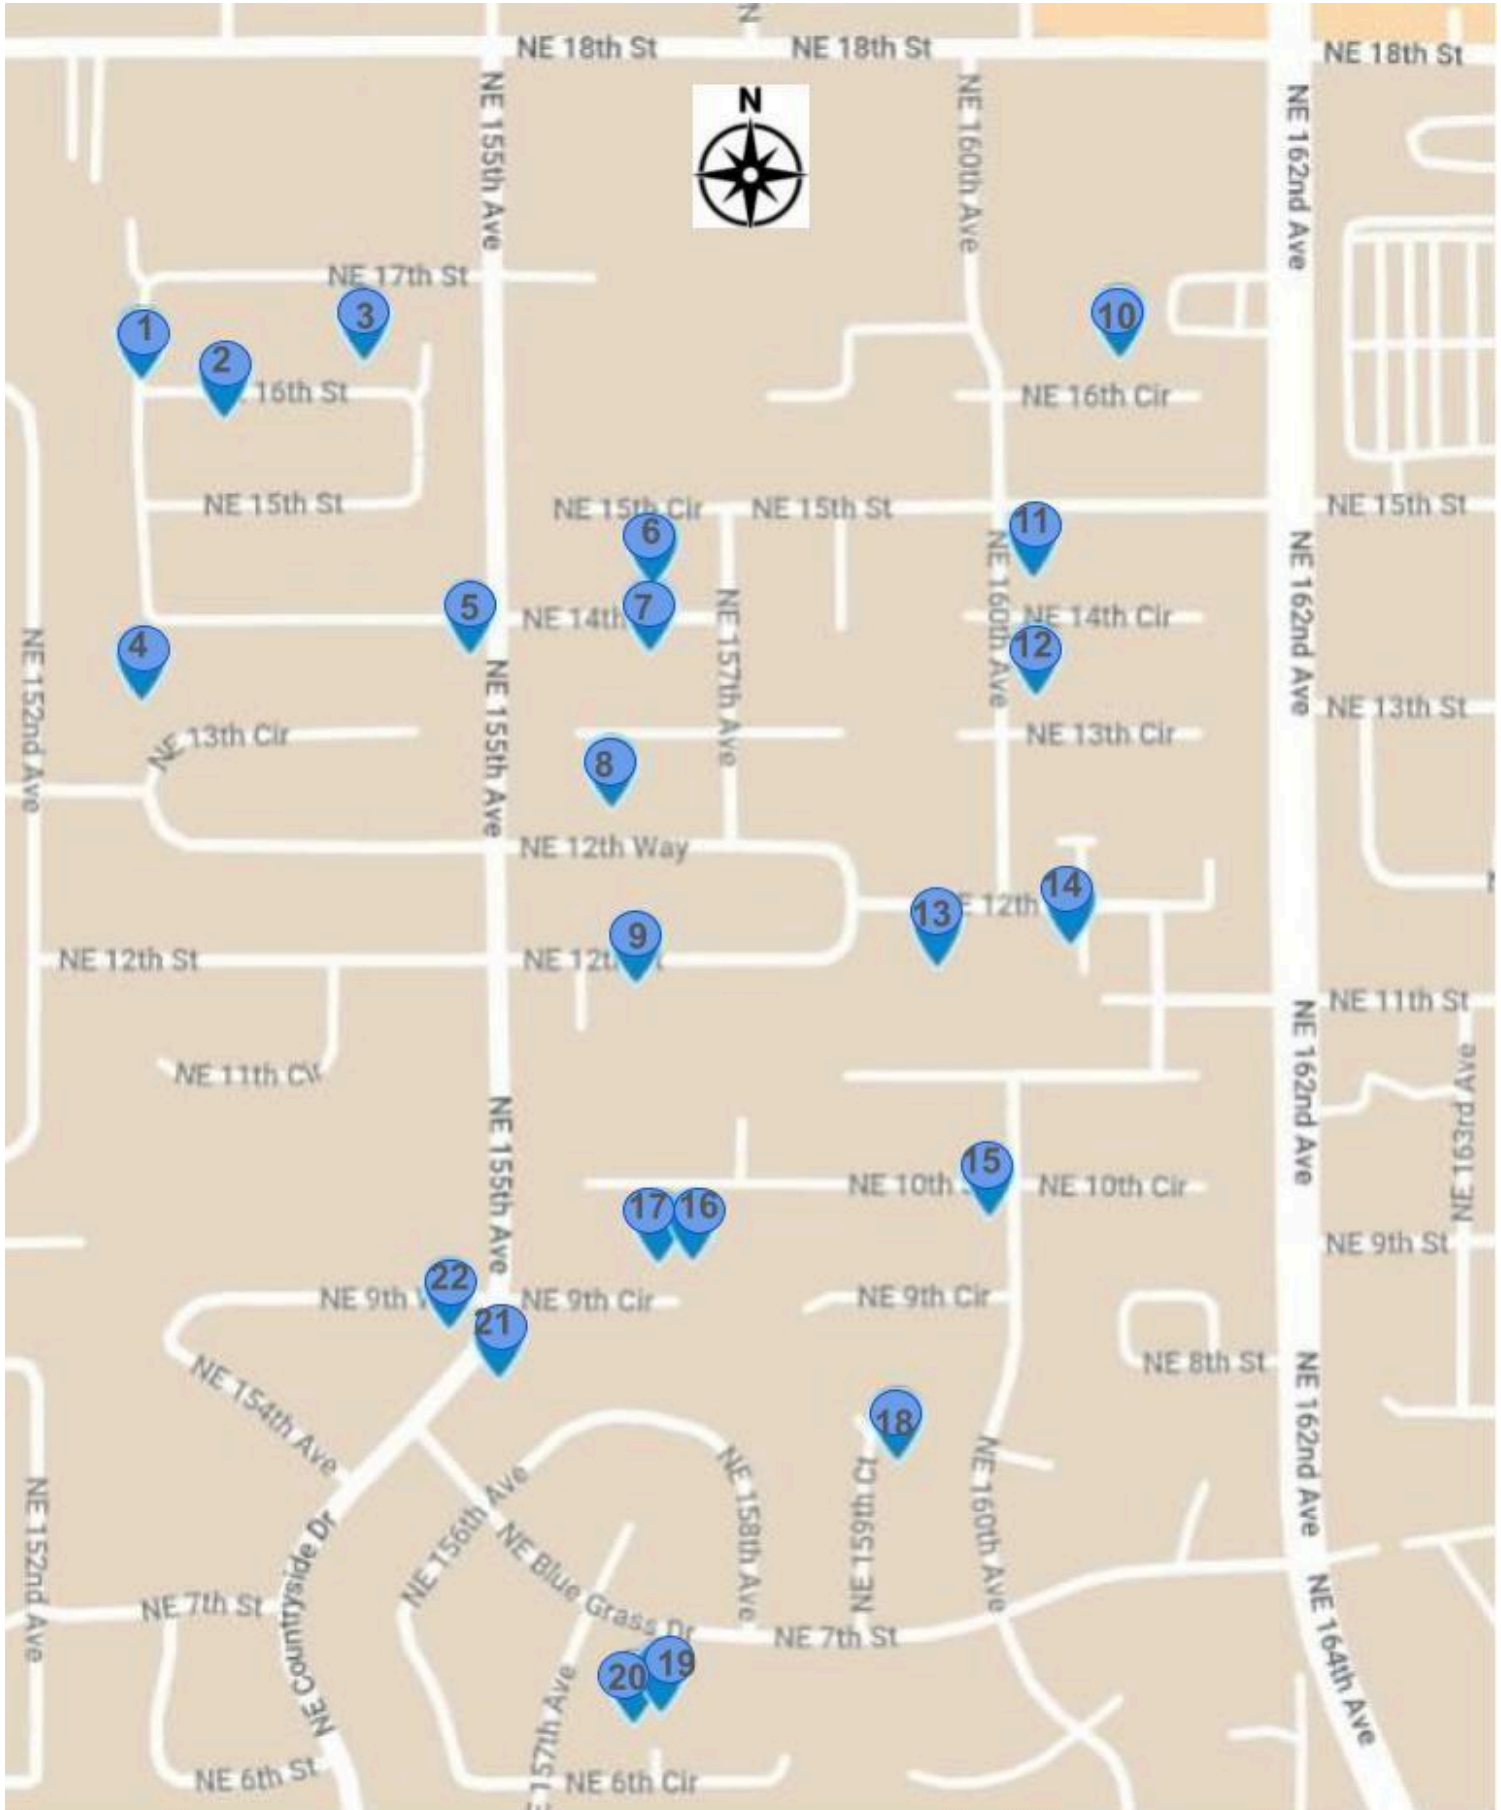 N
NE 18th St
NE 18th St
NE 18th St
NE 155th Ave
N
NE 160th Ave
NE 162nd Ave
NE 17th St
1
2
3
10
16th St
NE 16th Cir
NE 15th St
NE 15th Cir
NE 15th St
NE 15th St
6
11
NE 160th Ave
NE 162nd Ave
5
7
NE 14th
NE 14th Cir
NE 157th Ave
4
12
NE 152nd Ave
NE 155th Ave
NE 13th Cir
NE 13th Cir
NE 13th St
8
NE 12th Way
14
13
12th
9
NE 12th St
NE 12t
NE 11th St
NE 162nd Ave
NE 11th
NE 163rd Ave
NE 155th Ave
15
NE 10th
NE 10th Cir
17
16
NE 9th St
22
NE 9th
NE 9th Cir
NE 9th Cir
21
NE 8th St
NE 162nd Ave
NE 154th Ave
18
NE 152nd Ave
NE 156th Ave
NE 158th Ave
NE 159th Ct
NE 160th Ave
NE Countryside Dr
NE Blue Grass Dr
NE 7th St
NE 7th St
NE 164th Ave
20
19
157th Ave
NE 6th St
NE 6th Cir